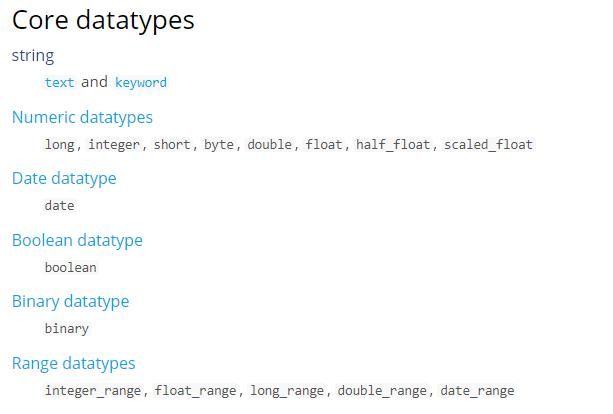 Core datatypes
string
text and keyword
Numeric datatypes
long, integer, short, byte, double, float, half_float, scaled_float
Date datatype
date
Boolean datatype
boolean
Binary datatype
binary
Range datatypes
integer_range, float_range, long_range, double_range, date_range